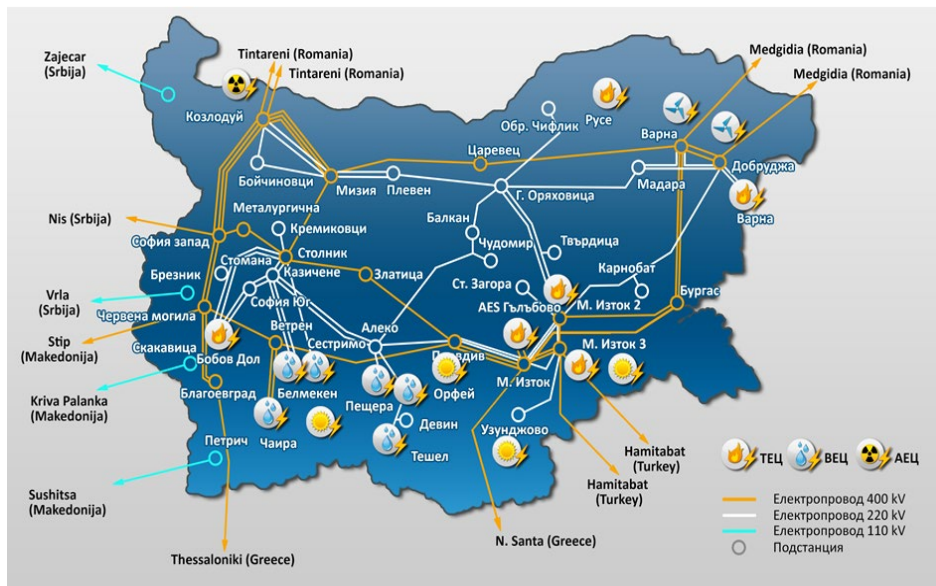 Zajecar
(Srbija)
Tintareni (Romania)
Tintareni (Romania)
Medgidia (Romania)
Medgidia (Romania)
Козлодуй
Обр. Чифлик
Русе
Варна
Царевец
Добруджа
Бойчиновци
Мизия
Плевен
Мадара
Г. Оряховица
Варна
Металургична
Nis (Srbija)
Кремиковци
Балкан
София запад
Столник
Чудомир
Твърдица
Стомана
Казичене
Брезник
Златица
Карнобат
Ст. Загора
Vrla
(Srbija)
София Юг
AES Гълъбово
М. Изток 2
Бургас
Червена могила
Ветрен
Алеко
Stip
(Makedonija)
Сестримо
Скакавица
Бобов Дол
Пловдив
М. Изток 3
М. Изток
Благоевград
Белмекен
Пещера
Орфей
Kriva Palanka
(Makedonija)
Чаира
Девин
Узунджово
Петрич
Тешел
Hamitabat
(Turkey)
Hamitabat
(Turkey)
ТЕЦ
ВЕЦ
АЕЦ
Sushitsa
(Makedonija)
Електропровод 400 kV
Електропровод 220 kV
Електропровод 110 kV
Подстанция
N. Santa (Greece)
Thessaloniki (Greece)